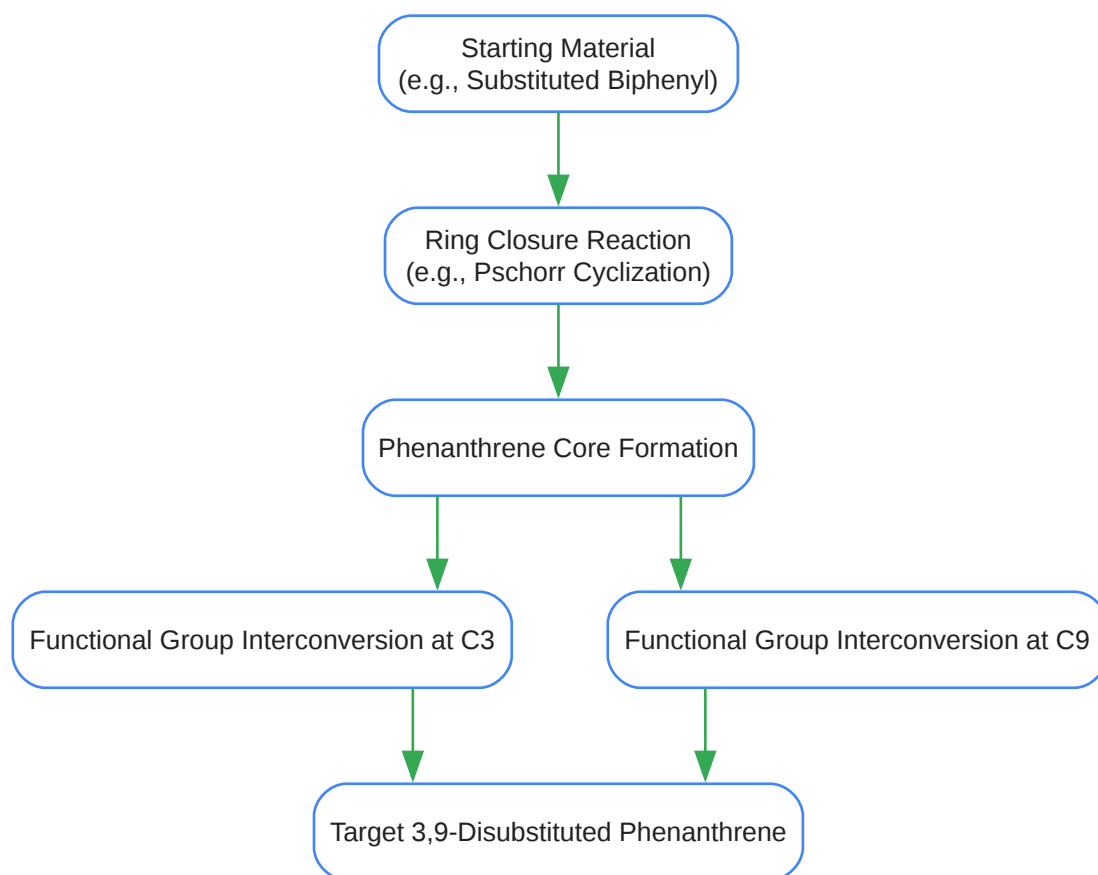 Starting Material
(e.g., Substituted Biphenyl)
Ring Closure Reaction
(e.g., Pschorr Cyclization)
Phenanthrene Core Formation
Functional Group Interconversion at C3
Functional Group Interconversion at C9
Target 3,9-Disubstituted Phenanthrene